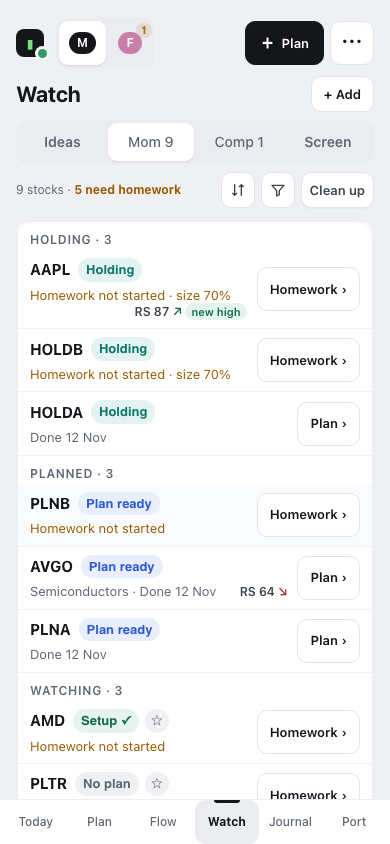 M F 1 + Plan ...
Watch + Add
Ideas Mom 9 Comp 1 Screen
9 stocks · 5 need homework Clean up
HOLDING · 3
AAPL Holding
Homework not started · size 70% Homework ›
RS 87 ↗ new high
HOLDB Holding
Homework not started · size 70% Homework ›
HOLDA Holding
Done 12 Nov Plan ›
PLANNED · 3
PLNB Plan ready
Homework not started Homework ›
AVGO Plan ready
Semiconductors · Done 12 Nov RS 64 ↘ Plan ›
PLNA Plan ready
Done 12 Nov Plan ›
WATCHING · 3
AMD Setup ✓ ☆
Homework not started Homework ›
PLTR No plan ☆
Homework ›
Today Plan Flow Watch Journal Port